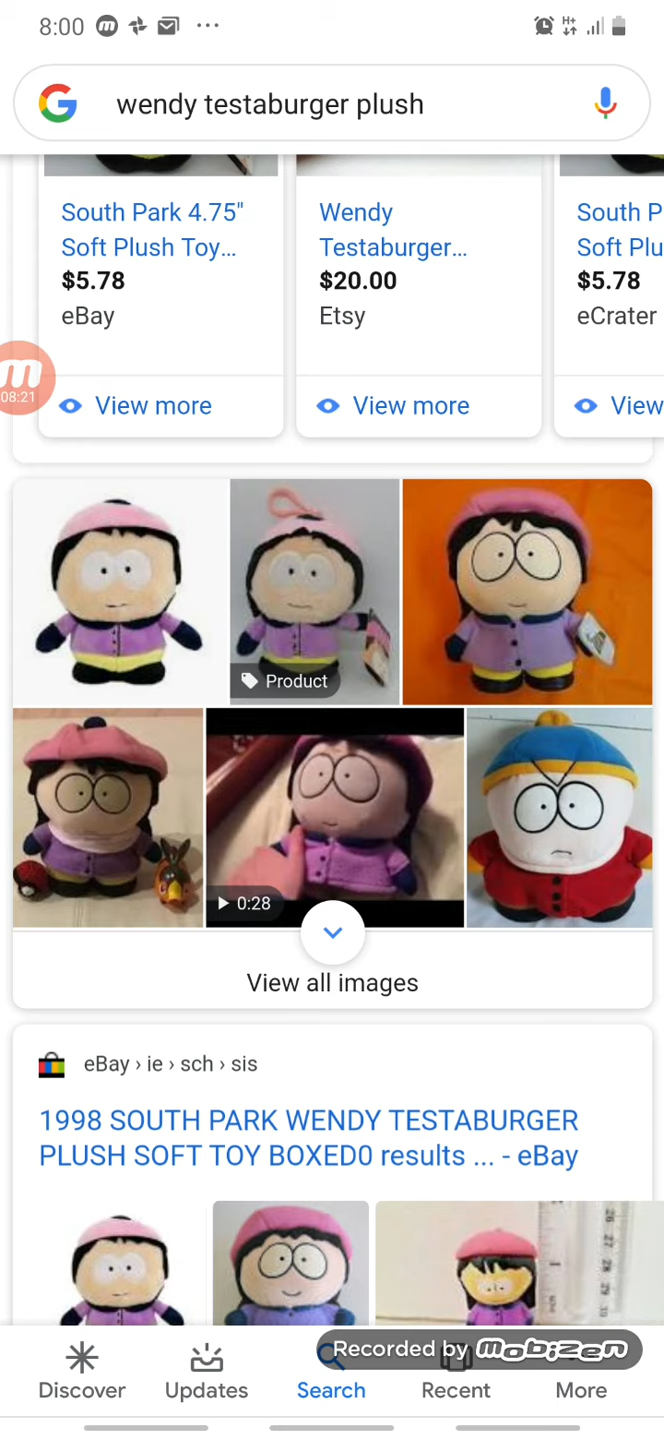 8:00
wendy testaburger plush
South Park 4.75"
Soft Plush Toy...
$5.78
eBay
View more
Wendy
Testaburger...
$20.00
Etsy
View more
South P
Soft Plu
$5.78
eCrater
View
m
08:21
Product
0:28
View all images
eBay › ie › sch › sis
1998 SOUTH PARK WENDY TESTABURGER
PLUSH SOFT TOY BOXED0 results ... - eBay
Recorded by mobizen
Discover
Updates
Search
Recent
More